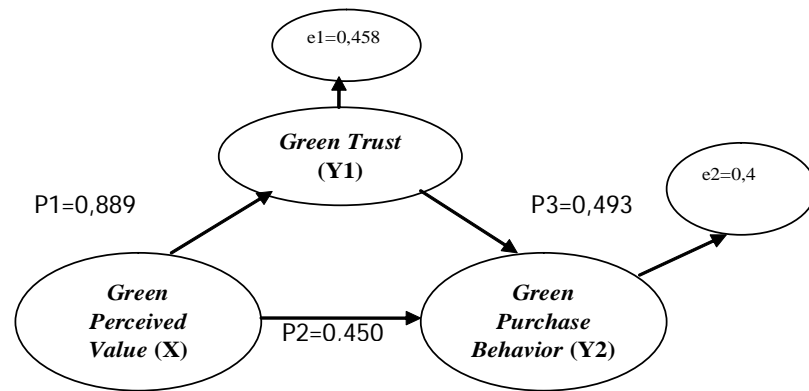 e1=0,458
Green Trust
(Y1)
e2=0,4
P1=0,889
P3=0,493
Green
Perceived
Value (X)
P2=0.450
Green
Purchase
Behavior (Y2)